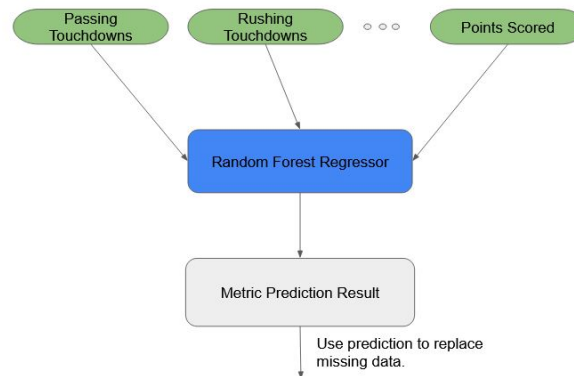 Passing
Touchdowns
Rushing
Touchdowns
Points Scored
Random Forest Regressor
Metric Prediction Result
Use prediction to replace
missing data.